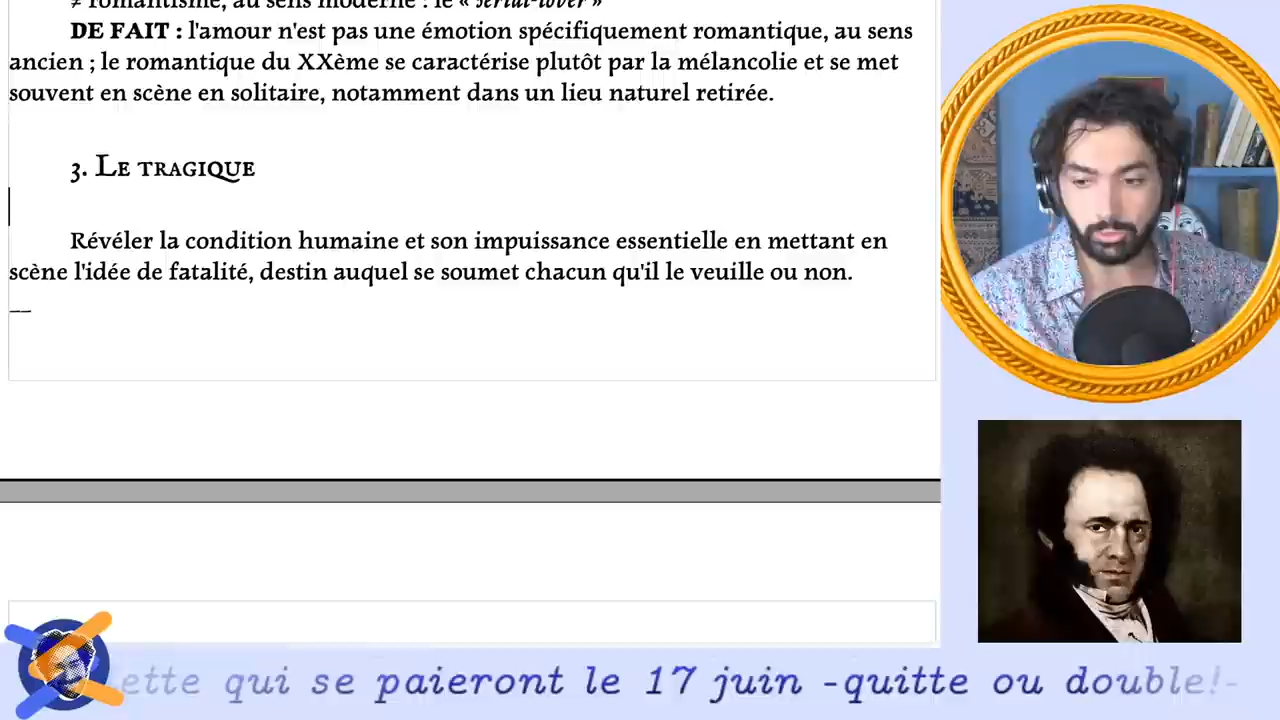 ≠ romantisme, au sens moderne : le « serial-lover »
DE FAIT : l'amour n'est pas une émotion spécifiquement romantique, au sens
ancien ; le romantique du XXème se caractérise plutôt par la mélancolie et se met
souvent en scène en solitaire, notamment dans un lieu naturel retirée.
3. Le tragique
Révéler la condition humaine et son impuissance essentielle en mettant en
scène l'idée de fatalité, destin auquel se soumet chacun qu'il le veuille ou non.
__
ette qui se paieront le 17 juin -quitte ou double!-